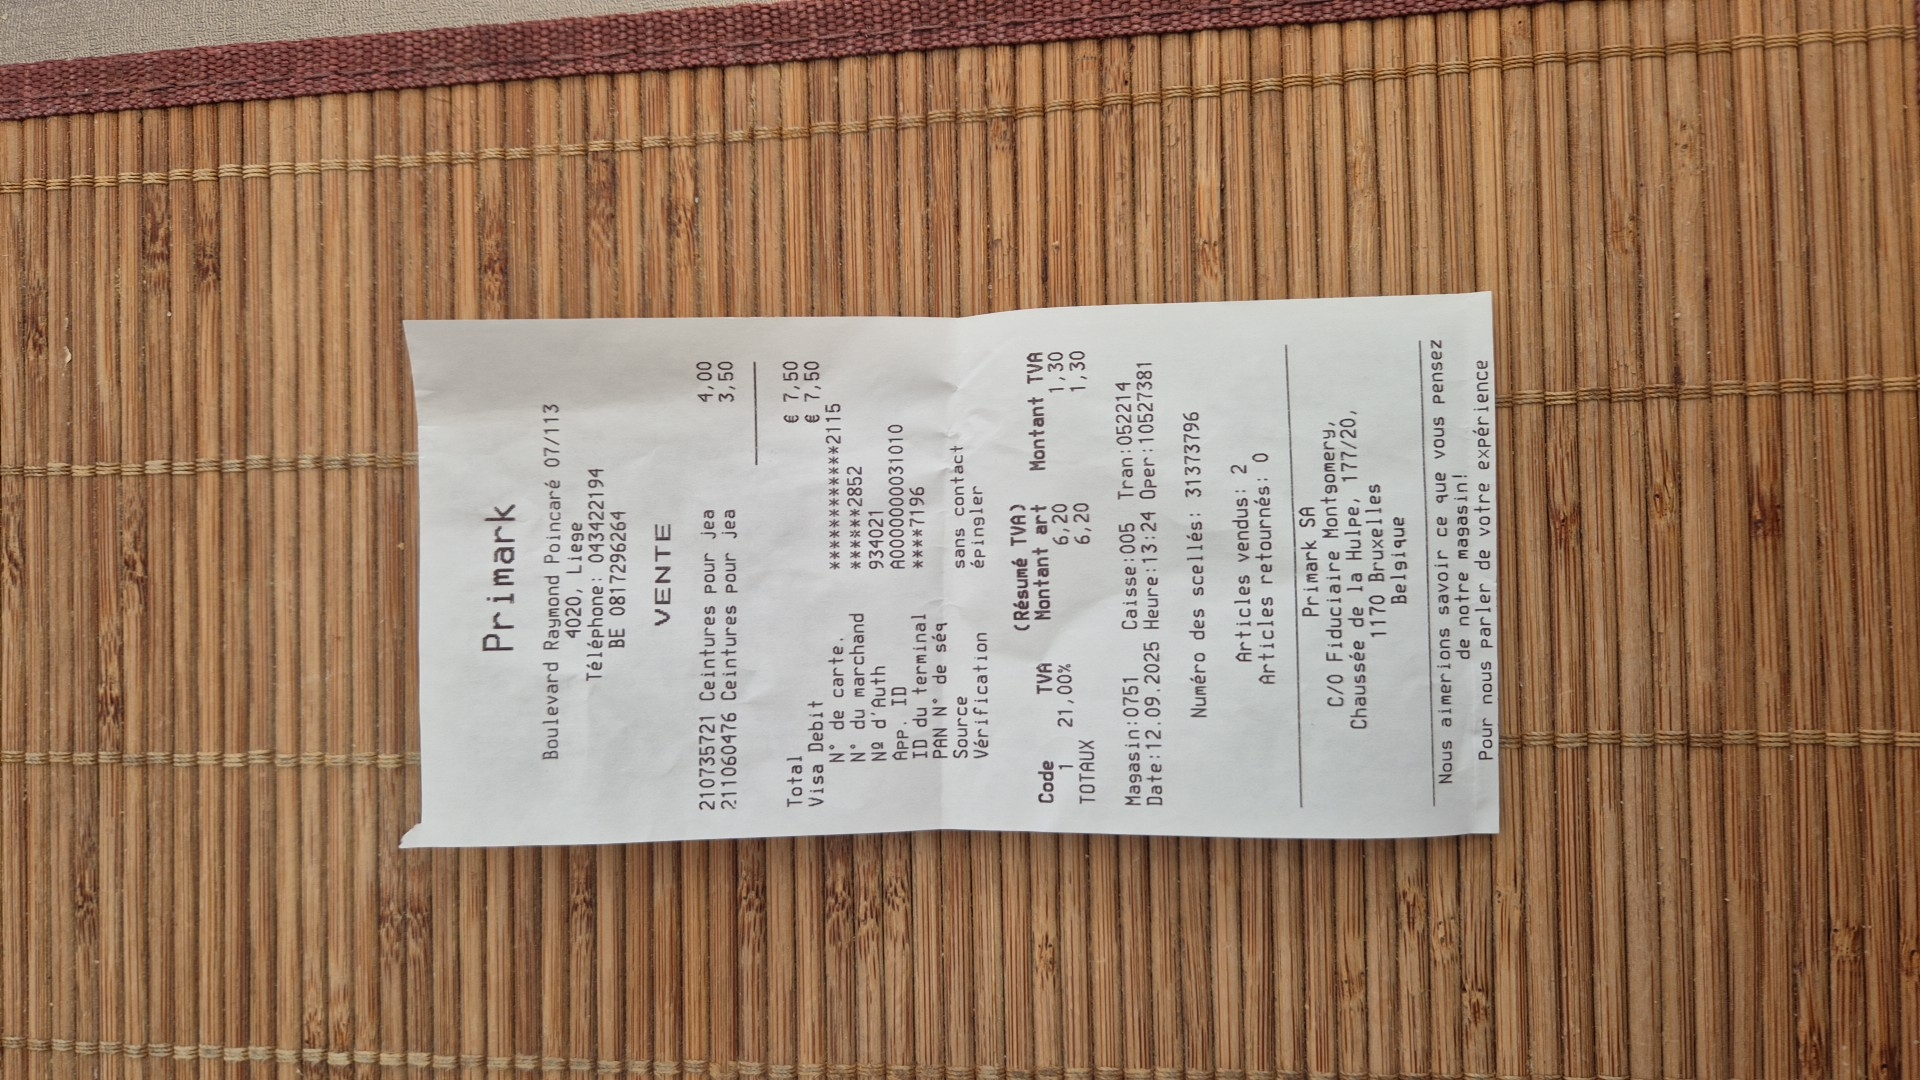 Primark
Boulevard Raymond Poincaré 07/113
4020, Liege
Téléphone: 043422194
BE 0817296264
VENTE
210735721 Ceintures pour jea 4,00
211060476 Ceintures pour jea 3,50
Total € 7,50
Visa Debit € 7,50
N° de carte. ************2115
N° du marchand ******2852
Nº d'Auth 934021
App. ID A0000000031010
ID du terminal ****7196
PAN N° de séq
Source sans contact
Vérification épingler
(Résumé TVA)
Code TVA Montant art Montant TVA
1 21,00% 6,20 1,30
TOTAUX 6,20 1,30
Magasin:0751 Caisse:005 Tran:052214
Date:12.09.2025 Heure:13:24 Oper:10527381
Numéro des scellés: 31373796
Articles vendus: 2
Articles retournés: 0
Primark SA
C/O Fiduciaire Montgomery,
Chaussée de la Hulpe, 177/20,
1170 Bruxelles
Belgique
Nous aimerions savoir ce que vous pensez
de notre magasin!
Pour nous parler de votre expérience